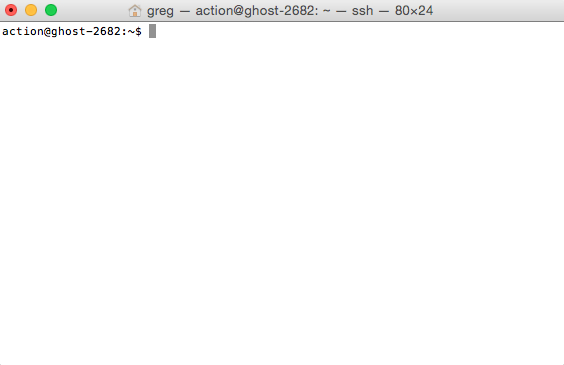 greg — action@ghost-2682: ~ — ssh — 80×24
action@ghost-2682:~$